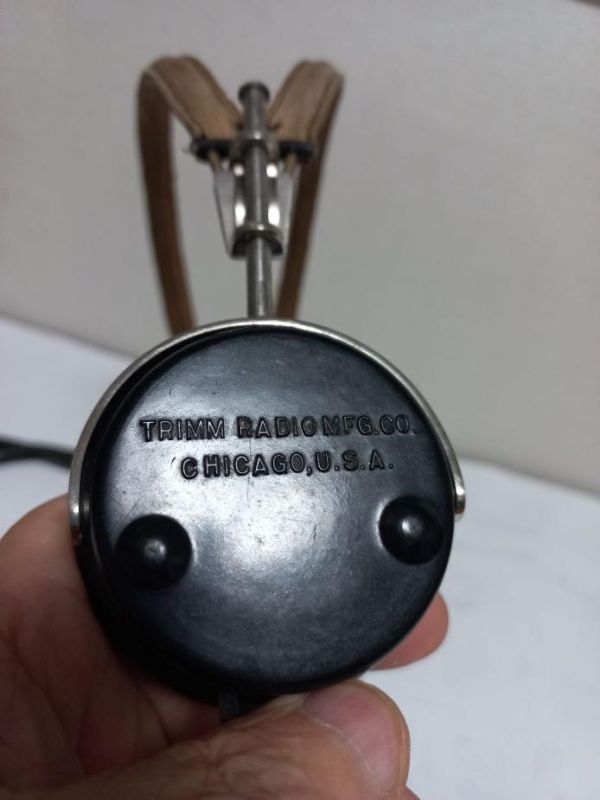 TRIMM RADIO MFG. CO.
CHICAGO, U.S.A.